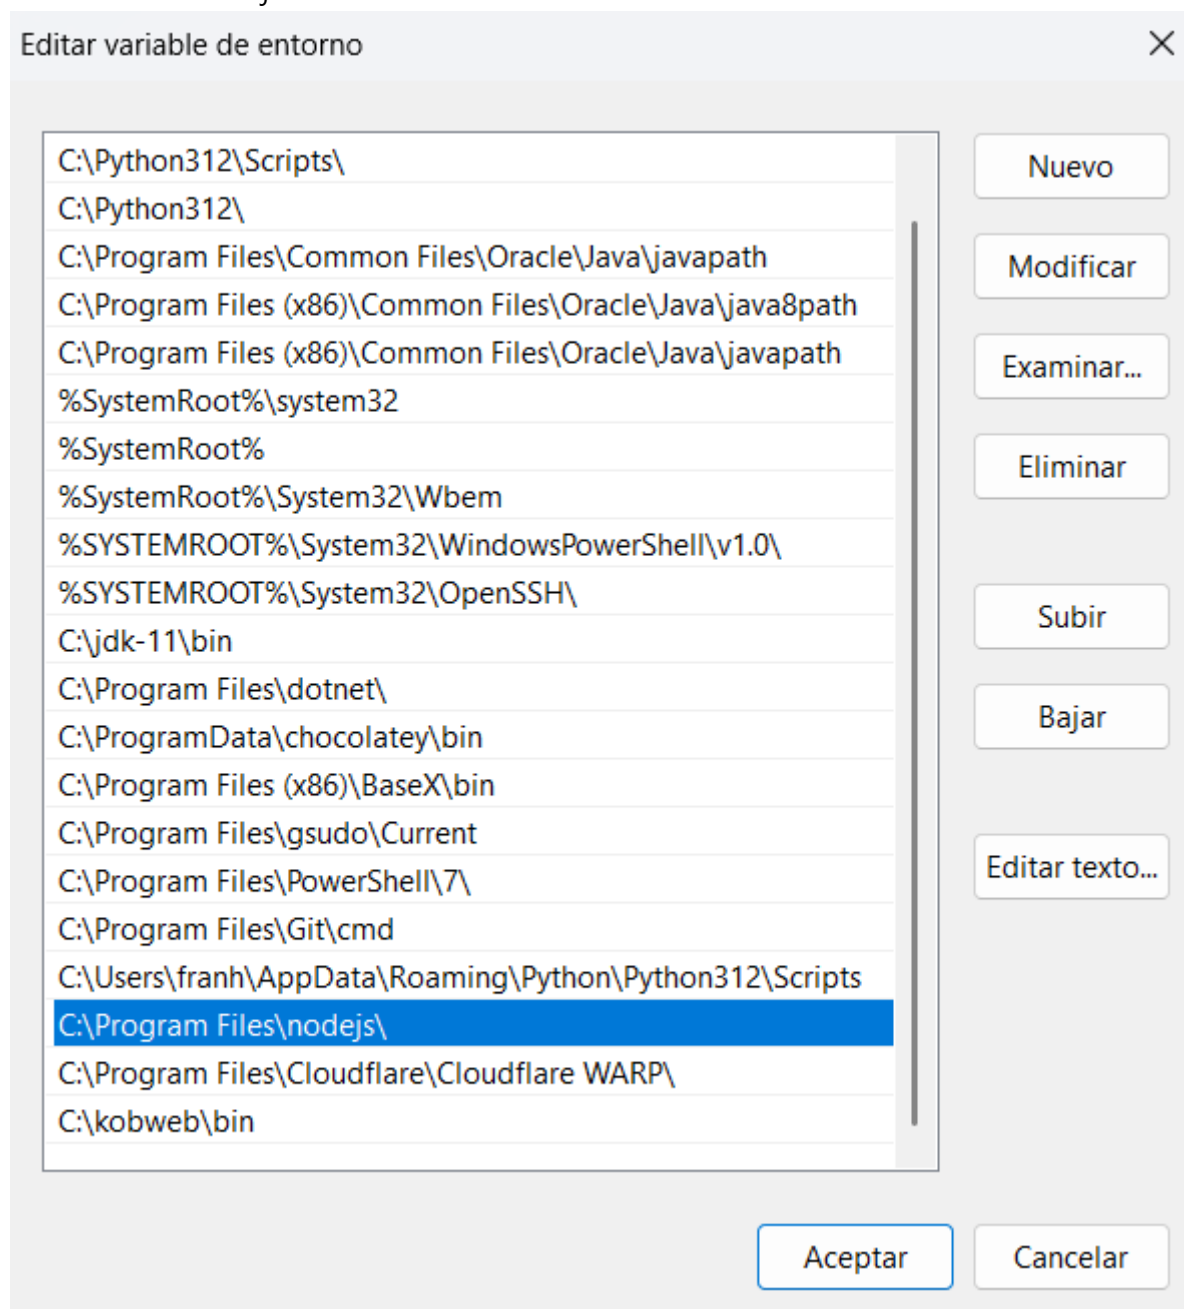 Editar variable de entorno
C:\Python312\Scripts\
Nuevo
C:\Python312\
C:\Program Files\Common Files\Oracle\Java\javapath
Modificar
C:\Program Files (x86)\Common Files\Oracle\Java\java8path
C:\Program Files (x86)\Common Files\Oracle\Java\javapath
Examinar...
%SystemRoot%\system32
%SystemRoot%
Eliminar
%SystemRoot%\System32\Wbem
%SYSTEMROOT%\System32\WindowsPowerShell\v1.0\
%SYSTEMROOT%\System32\OpenSSH\
Subir
C:\jdk-11\bin
C:\Program Files\dotnet\
Bajar
C:\ProgramData\chocolatey\bin
C:\Program Files (x86)\BaseX\bin
C:\Program Files\gsudo\Current
C:\Program Files\PowerShell\7\
Editar texto...
C:\Program Files\Git\cmd
C:\Users\franh\AppData\Roaming\Python\Python312\Scripts
C:\Program Files\nodejs\
C:\Program Files\Cloudflare\Cloudflare WARP\
C:\kobweb\bin
Aceptar
Cancelar